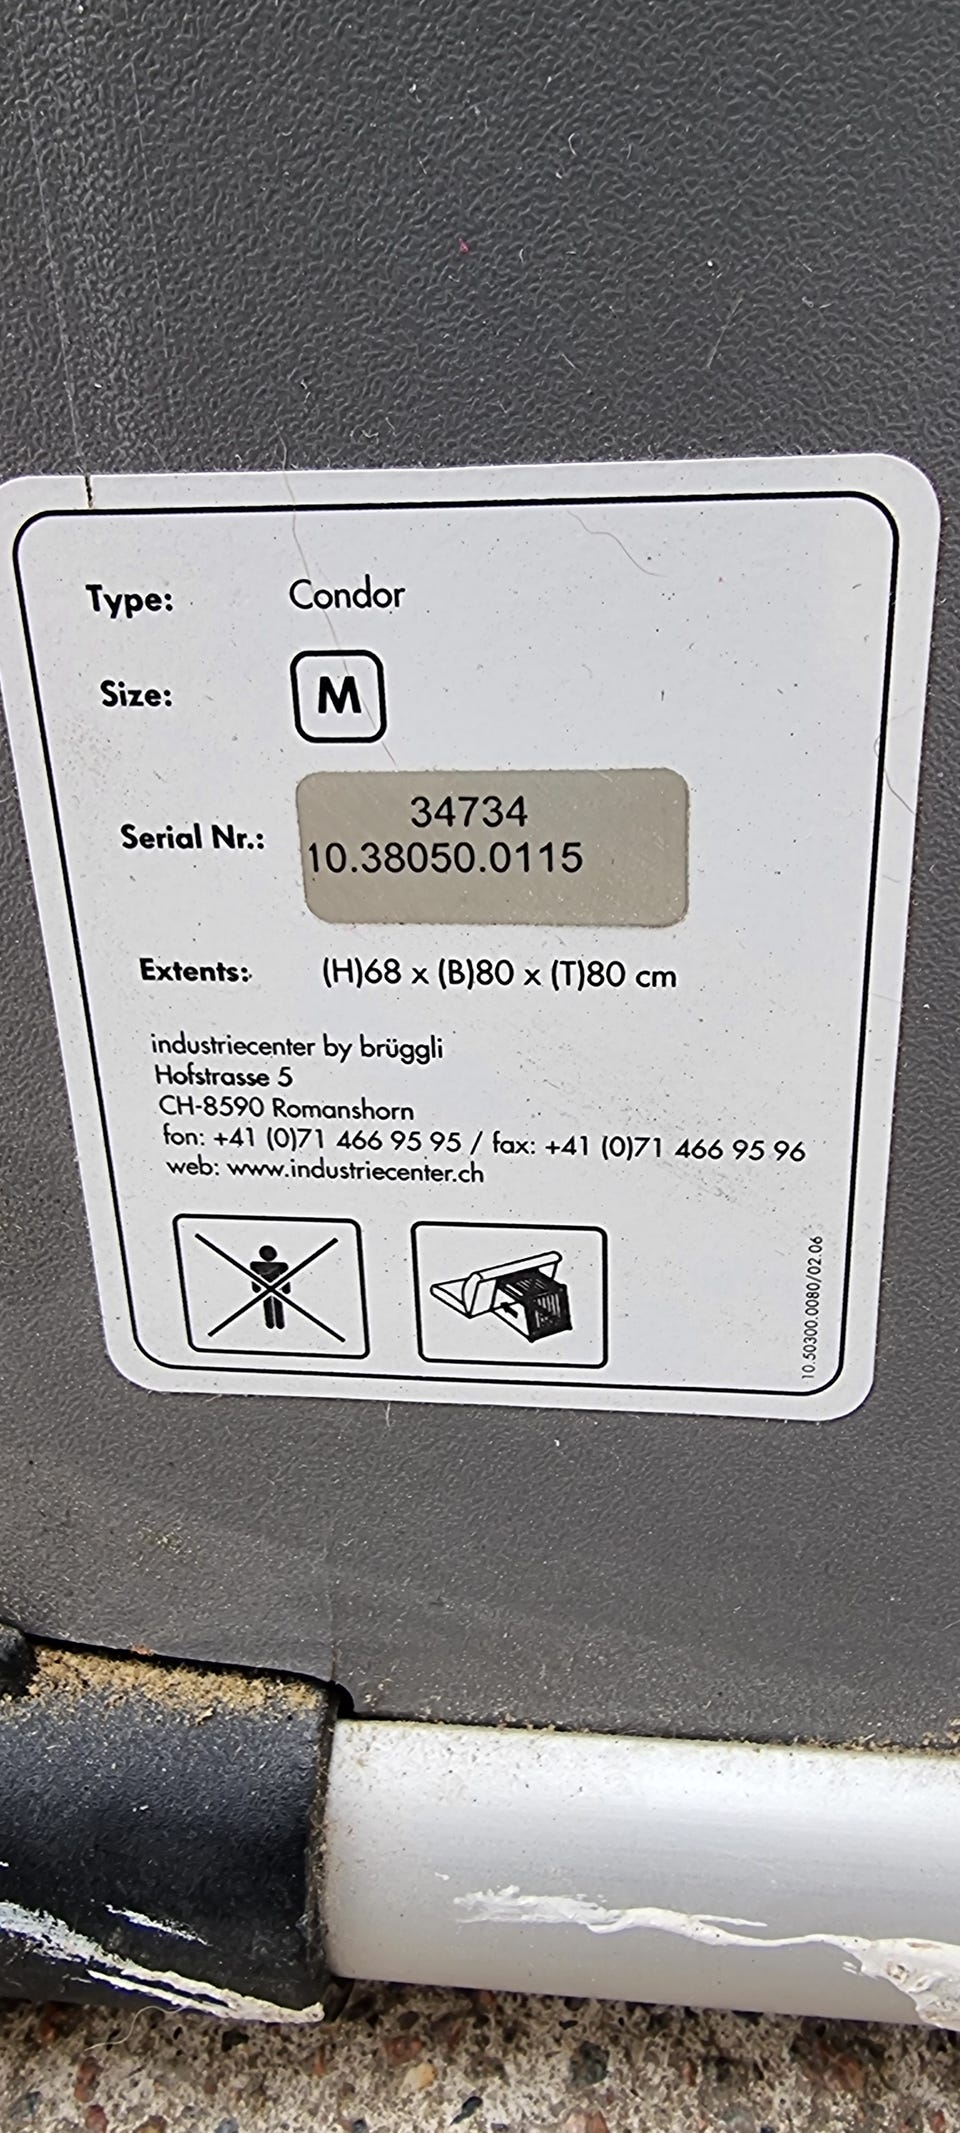 Type: Condor
Size: M
Serial Nr.: 34734
10.38050.0115
Extents: (H)68 x (B)80 x (T)80 cm
industriecenter by brüggli
Hofstrasse 5
CH-8590 Romanshorn
fon: +41 (0)71 466 95 95 / fax: +41 (0)71 466 95 96
web: www.industriecenter.ch
10.50300.0080/02.06